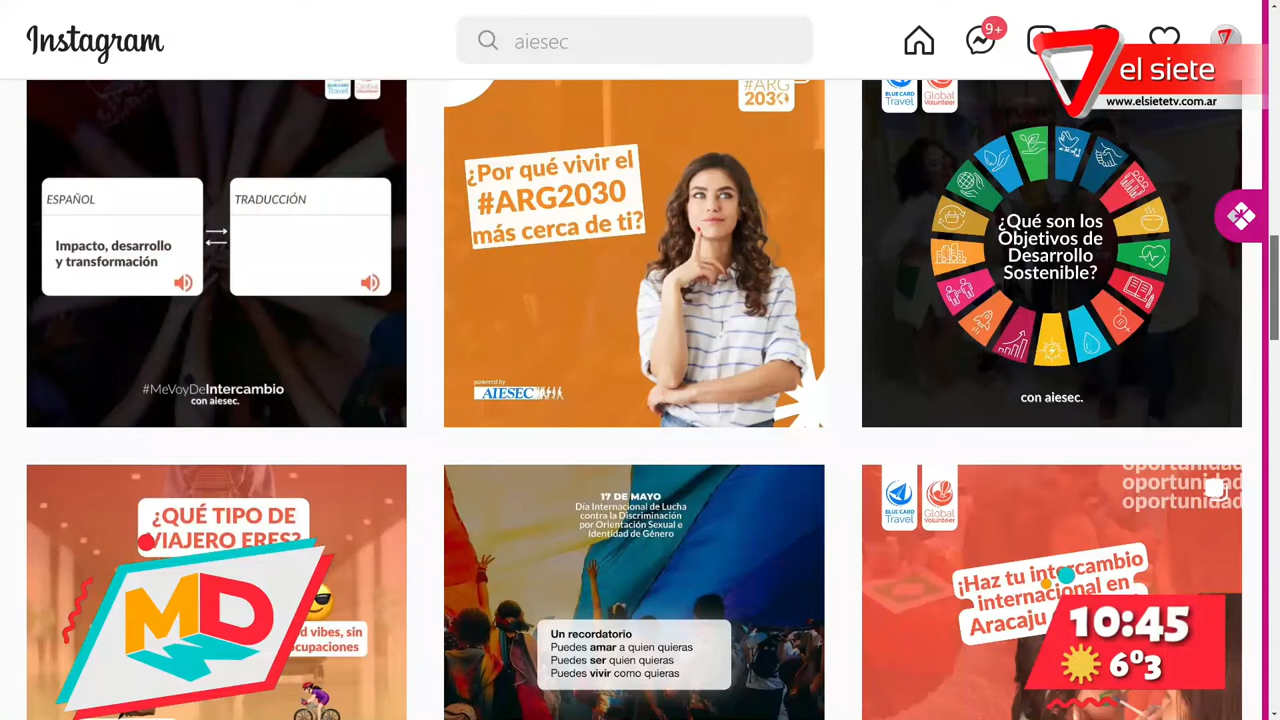 Instagram
aiesec
9+
el siete
www.elsietetv.com.ar
BLUE CARD
Travel
Global
Volunteer
#ARG
2030
ESPAÑOL
TRADUCCIÓN
Impacto, desarrollo
y transformación
#MeVoyDeIntercambio
con aiesec.
¿Por qué vivir el
#ARG2030
más cerca de ti?
powered by
AIESEC
¿Qué son los
Objetivos de
Desarrollo
Sostenible?
con aiesec.
¿QUÉ TIPO DE
VIAJERO ERES?
d vibes, sin
ocupaciones
MD
17 DE MAYO
Día Internacional de Lucha
contra la Discriminación
por Orientación Sexual e
Identidad de Género
Un recordatorio
Puedes amar a quien quieras
Puedes ser quien quieras
Puedes vivir como quieras
BLUE CARD
Travel
Global
Volunteer
oportunidad
oportunidad
oportunidad
¡Haz tu intercambio
internacional en
Aracaju
10:45
6º3